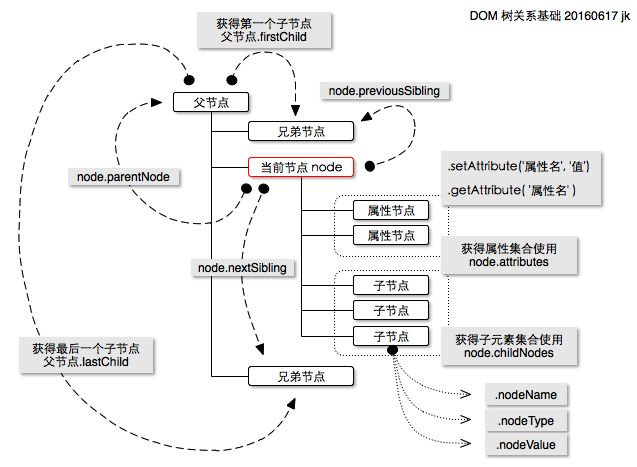 DOM 树关系基础 20160617 jk
获得第一个子节点
父节点.firstChild
node.previousSibling
父节点
兄弟节点
当前节点 node
.setAttribute('属性名', '值')
.getAttribute( '属性名' )
node.parentNode
属性节点
属性节点
获得属性集合使用
node.attributes
node.nextSibling
子节点
子节点
子节点
获得子元素集合使用
node.childNodes
获得最后一个子节点
父节点.lastChild
兄弟节点
.nodeName
.nodeType
.nodeValue